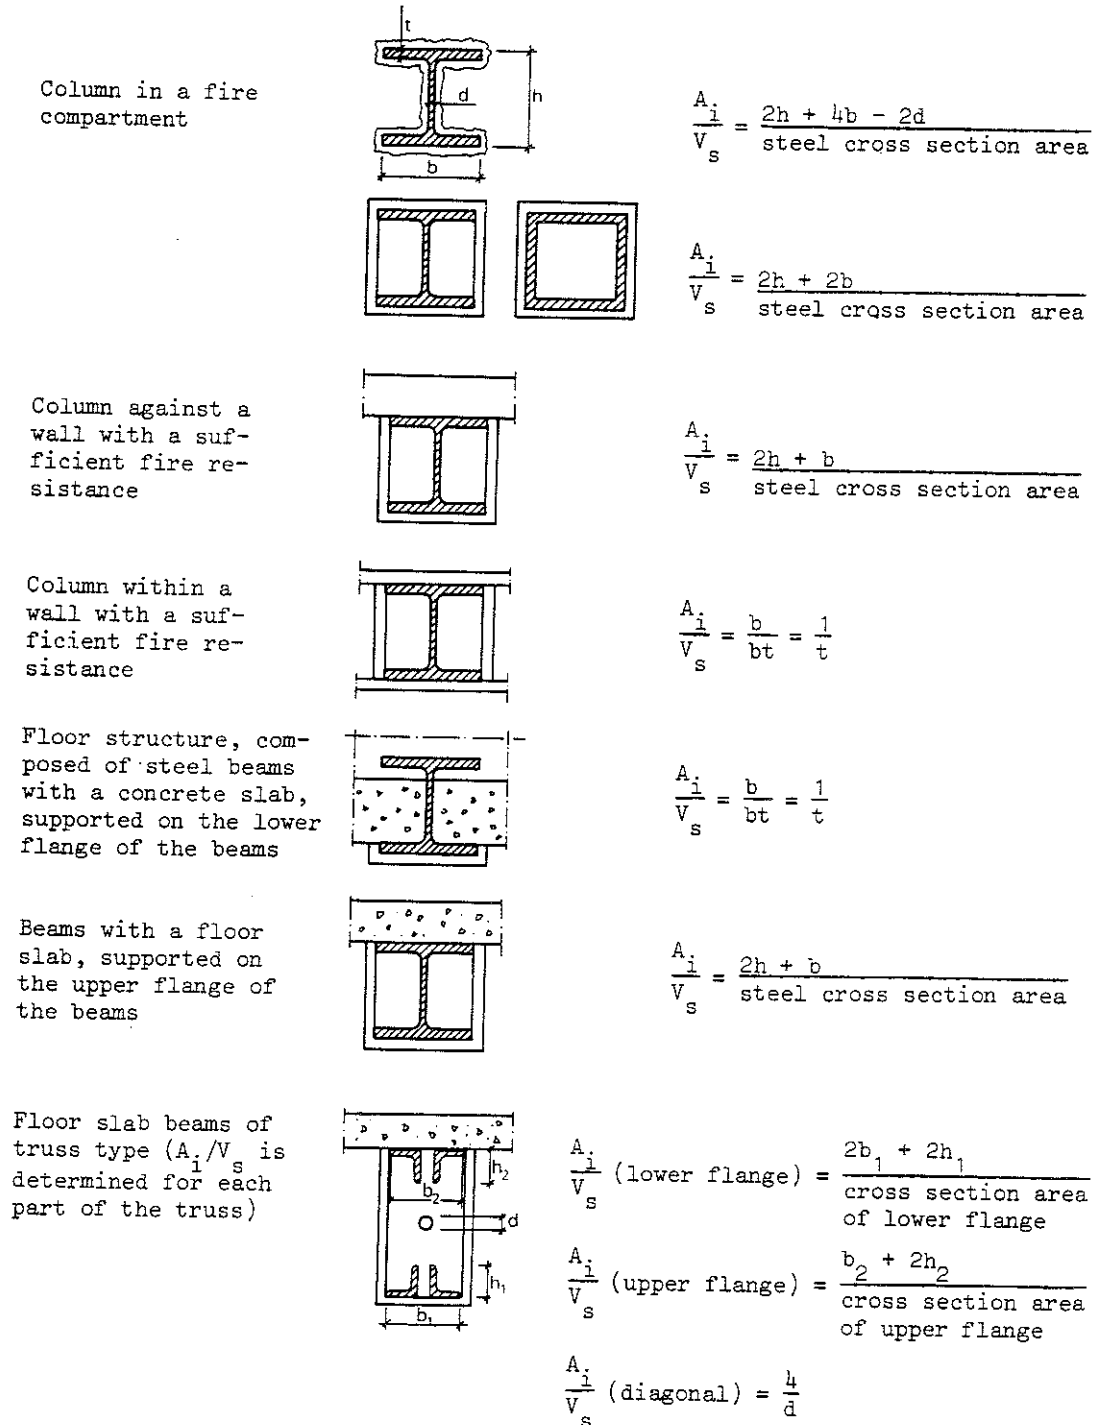 t
Column in a fire
compartment
d
h
b
A_i/V_s = (2h + 4b - 2d)/(steel cross section area)
A_i/V_s = (2h + 2b)/(steel cross section area)
Column against a
wall with a suf-
ficient fire re-
sistance
A_i/V_s = (2h + b)/(steel cross section area)
Column within a
wall with a suf-
ficient fire re-
sistance
A_i/V_s = b/bt = 1/t
Floor structure, com-
posed of steel beams
with a concrete slab,
supported on the lower
flange of the beams
A_i/V_s = b/bt = 1/t
Beams with a floor
slab, supported on
the upper flange of
the beams
A_i/V_s = (2h + b)/(steel cross section area)
Floor slab beams of
truss type (A_i/V_s is
determined for each
part of the truss)
h_2
b_2
d
h_1
b_1
A_i/V_s (lower flange) = (2b_1 + 2h_1)/(cross section area
of lower flange)
A_i/V_s (upper flange) = (b_2 + 2h_2)/(cross section area
of upper flange)
A_i/V_s (diagonal) = 4/d